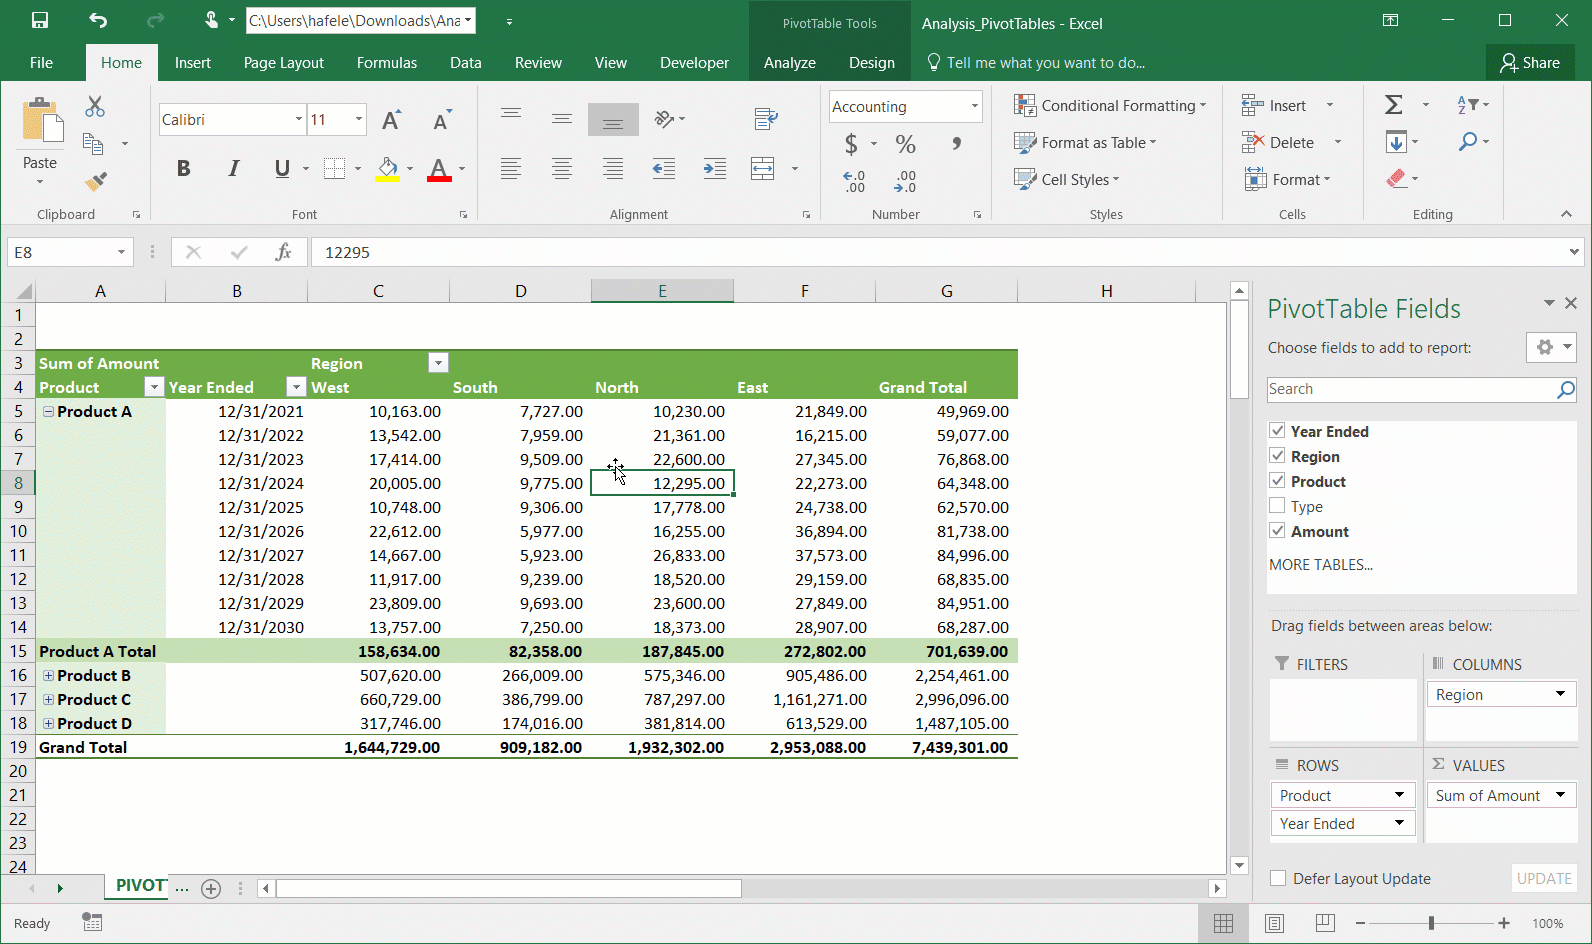 C:\Users\hafele\Downloads\Ana
PivotTable Tools
Analysis_PivotTables - Excel
File Home Insert Page Layout Formulas Data Review View Developer Analyze Design Tell me what you want to do... Share
Paste
Clipboard
Calibri 11
B I U
Font
Alignment
Accounting
$ % ,
Number
Conditional Formatting
Format as Table
Cell Styles
Styles
Insert
Delete
Format
Cells
Editing
E8 fx 12295
A B C D E F G H
1
2
3 Sum of Amount Region
4 Product Year Ended West South North East Grand Total
5 Product A 12/31/2021 10,163.00 7,727.00 10,230.00 21,849.00 49,969.00
6 12/31/2022 13,542.00 7,959.00 21,361.00 16,215.00 59,077.00
7 12/31/2023 17,414.00 9,509.00 22,600.00 27,345.00 76,868.00
8 12/31/2024 20,005.00 9,775.00 12,295.00 22,273.00 64,348.00
9 12/31/2025 10,748.00 9,306.00 17,778.00 24,738.00 62,570.00
10 12/31/2026 22,612.00 5,977.00 16,255.00 36,894.00 81,738.00
11 12/31/2027 14,667.00 5,923.00 26,833.00 37,573.00 84,996.00
12 12/31/2028 11,917.00 9,239.00 18,520.00 29,159.00 68,835.00
13 12/31/2029 23,809.00 9,693.00 23,600.00 27,849.00 84,951.00
14 12/31/2030 13,757.00 7,250.00 18,373.00 28,907.00 68,287.00
15 Product A Total 158,634.00 82,358.00 187,845.00 272,802.00 701,639.00
16 Product B 507,620.00 266,009.00 575,346.00 905,486.00 2,254,461.00
17 Product C 660,729.00 386,799.00 787,297.00 1,161,271.00 2,996,096.00
18 Product D 317,746.00 174,016.00 381,814.00 613,529.00 1,487,105.00
19 Grand Total 1,644,729.00 909,182.00 1,932,302.00 2,953,088.00 7,439,301.00
20
21
22
23
24
PivotTable Fields
Choose fields to add to report:
Search
Year Ended
Region
Product
Type
Amount
MORE TABLES...
Drag fields between areas below:
FILTERS COLUMNS
Region
ROWS VALUES
Product Sum of Amount
Year Ended
Defer Layout Update UPDATE
PIVOT ...
Ready 100%